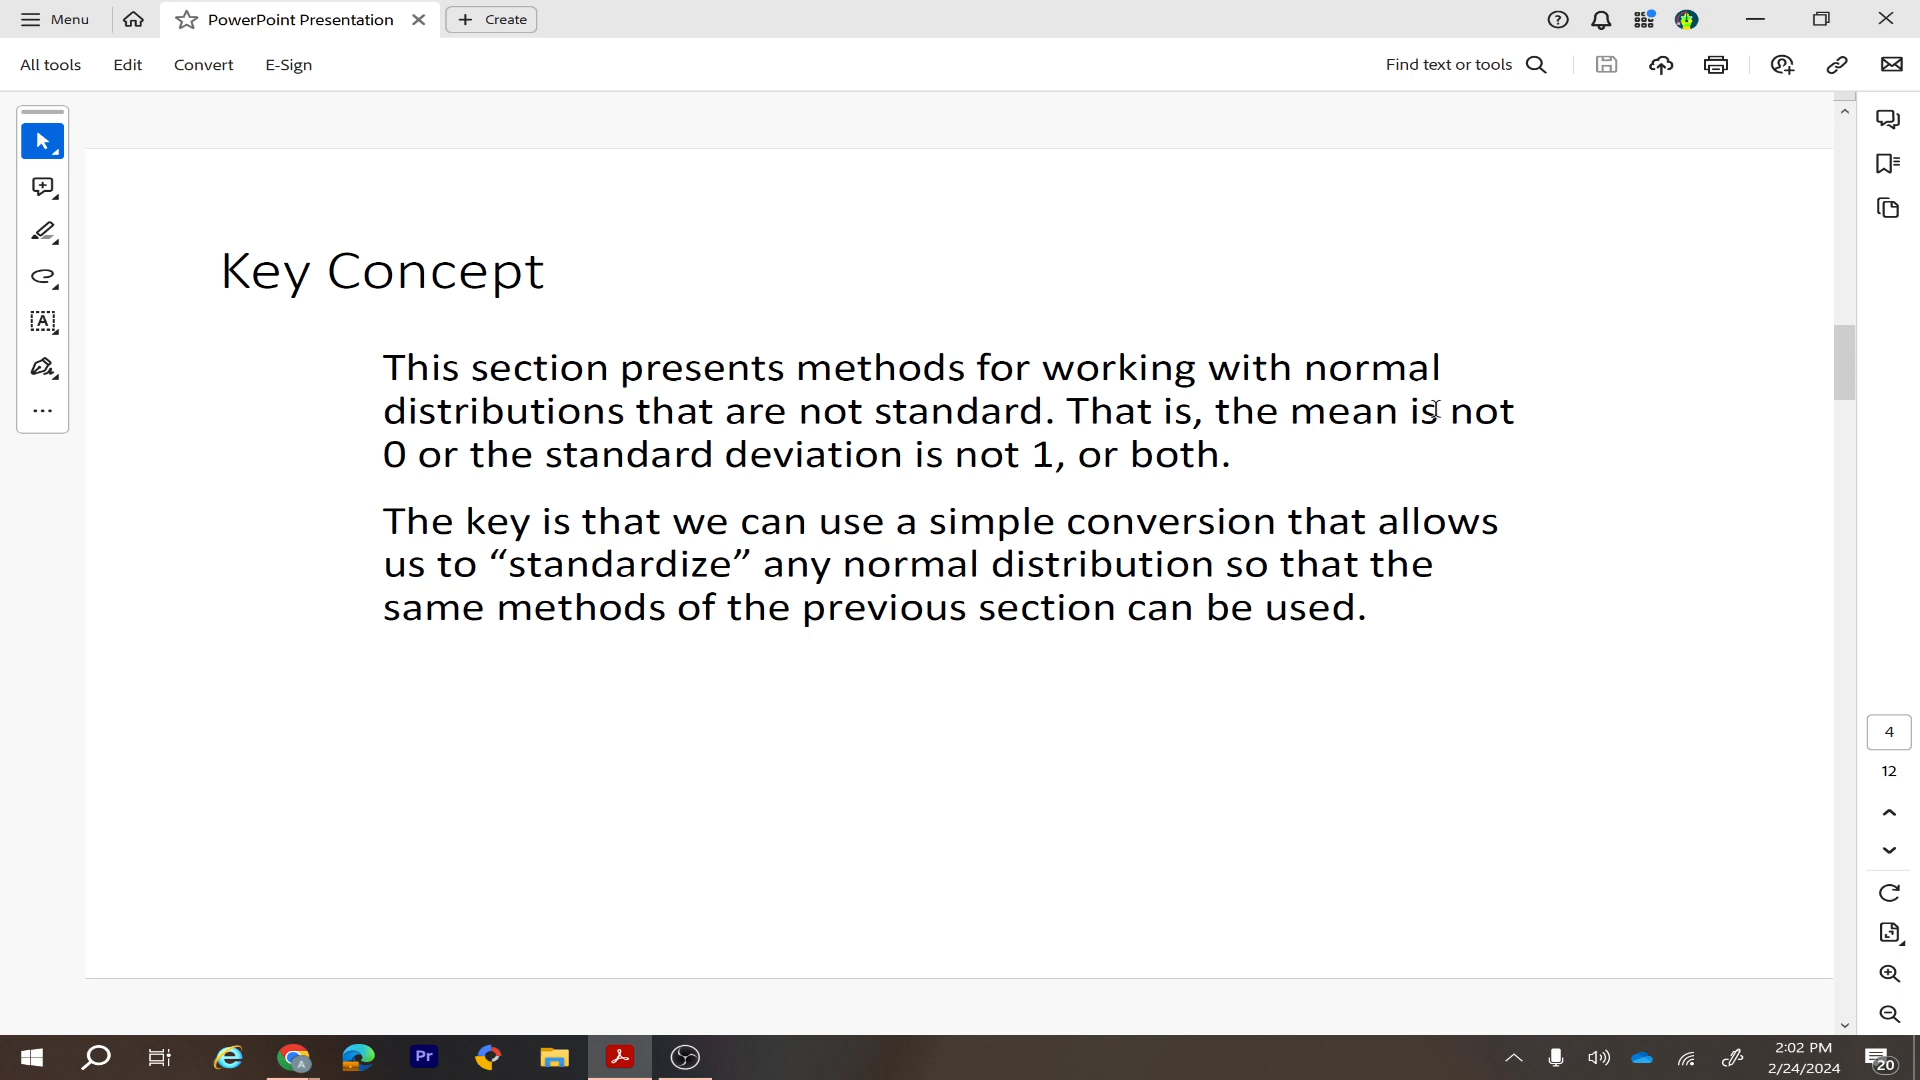 Menu
PowerPoint Presentation
Create
All tools
Edit
Convert
E-Sign
Find text or tools
Key Concept
This section presents methods for working with normal
distributions that are not standard. That is, the mean is not
0 or the standard deviation is not 1, or both.
The key is that we can use a simple conversion that allows
us to “standardize” any normal distribution so that the
same methods of the previous section can be used.
4
12
Pr
A
2:02 PM
2/24/2024
20